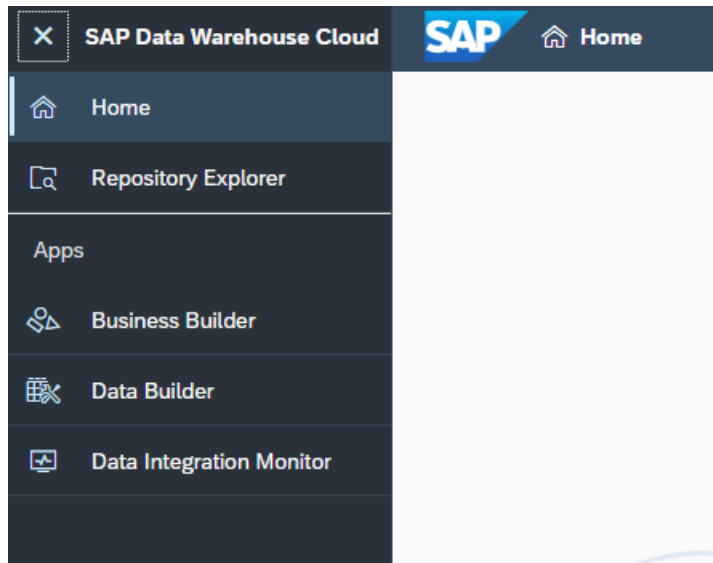 SAP Data Warehouse Cloud
SAP Home
Home
Repository Explorer
Apps
Business Builder
Data Builder
Data Integration Monitor